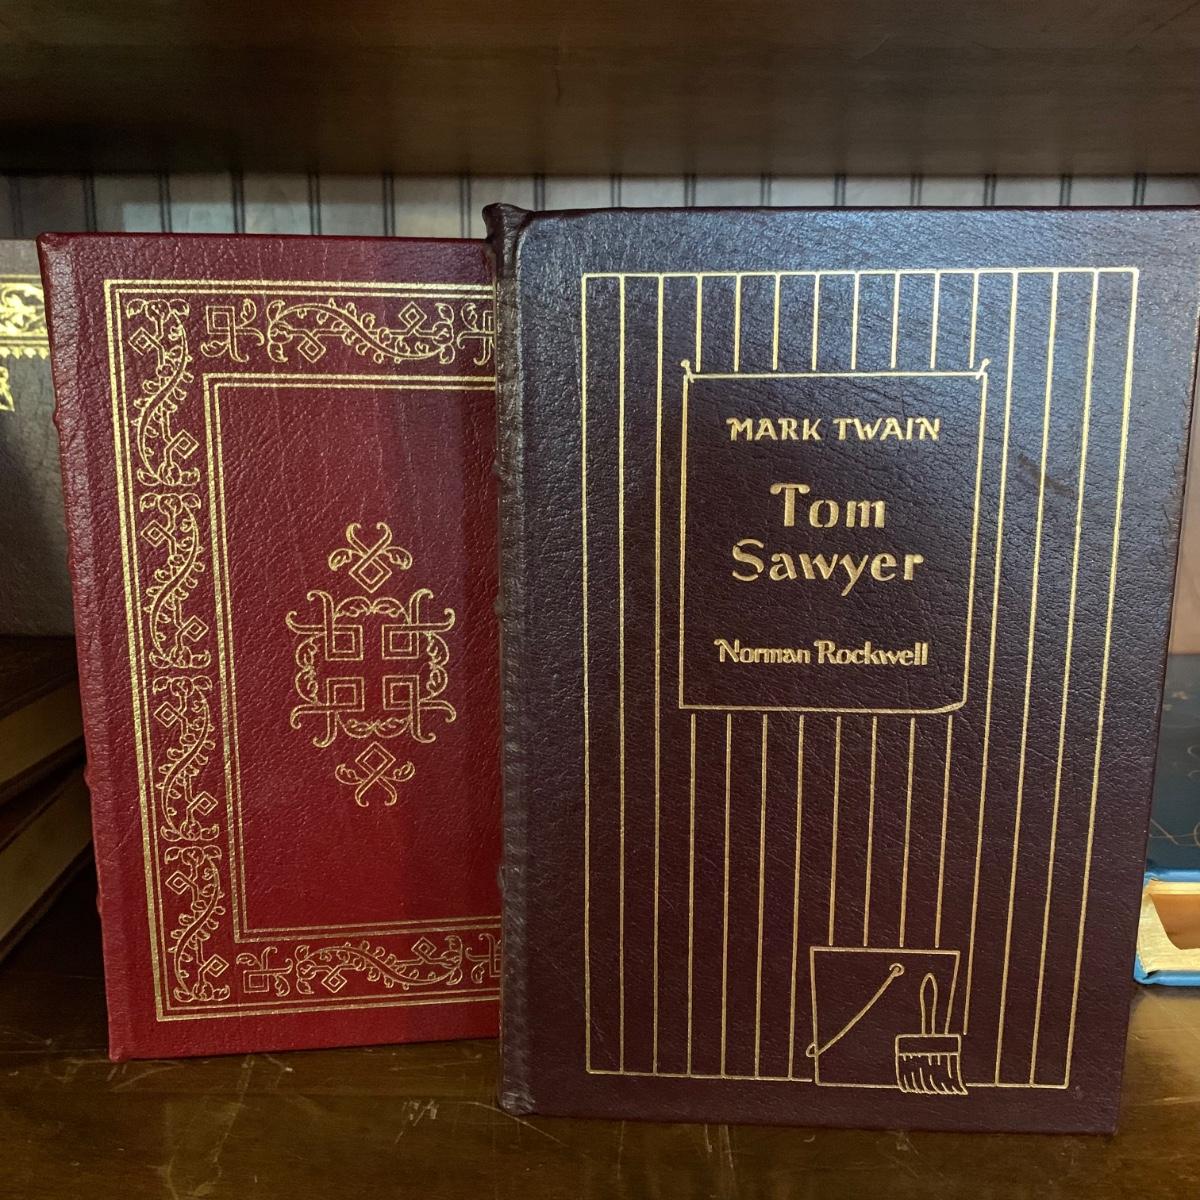 MARK TWAIN
Tom
Sawyer
Norman Rockwell